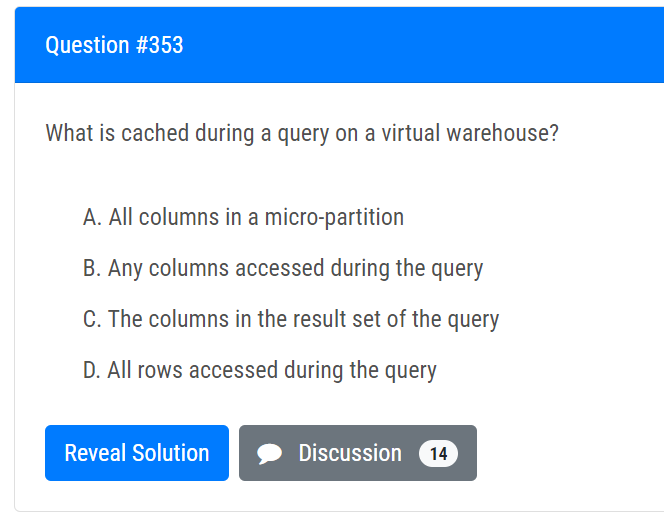 Question #353
What is cached during a query on a virtual warehouse?
A. All columns in a micro-partition
B. Any columns accessed during the query
C. The columns in the result set of the query
D. All rows accessed during the query
Reveal Solution Discussion 14